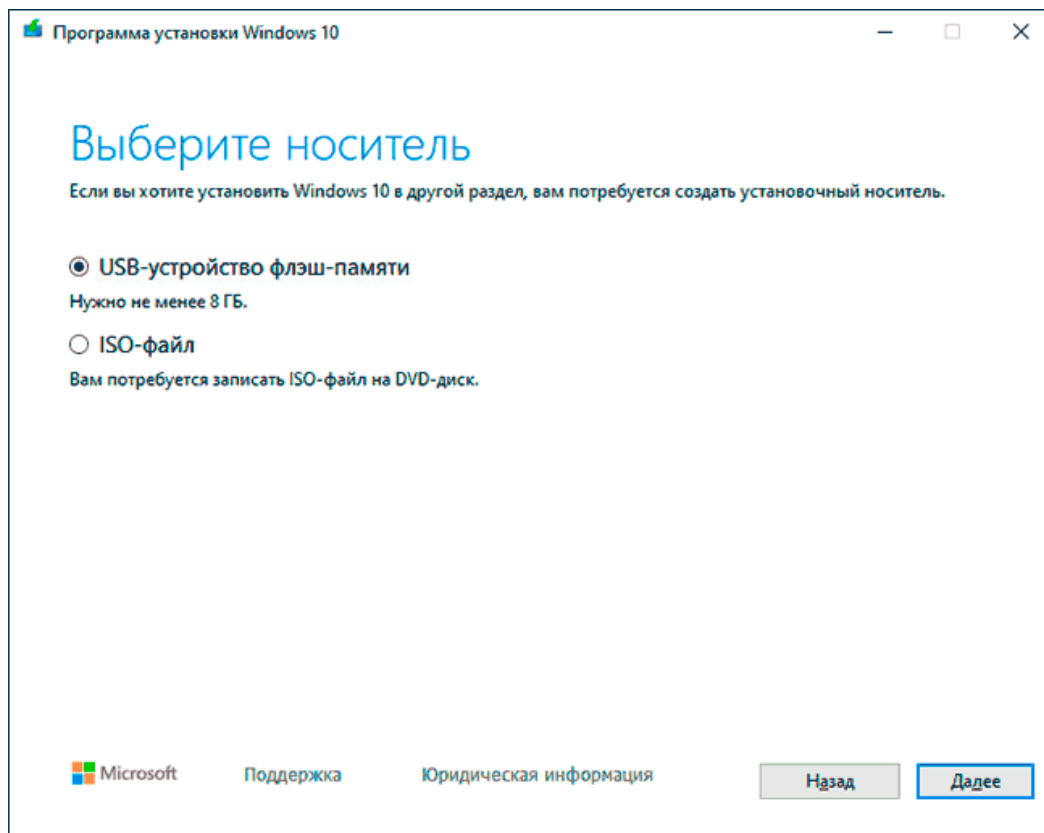 Программа установки Windows 10
Выберите носитель
Если вы хотите установить Windows 10 в другой раздел, вам потребуется создать установочный носитель.
USB-устройство флэш-памяти
Нужно не менее 8 ГБ.
ISO-файл
Вам потребуется записать ISO-файл на DVD-диск.
Microsoft Поддержка Юридическая информация Назад Далее